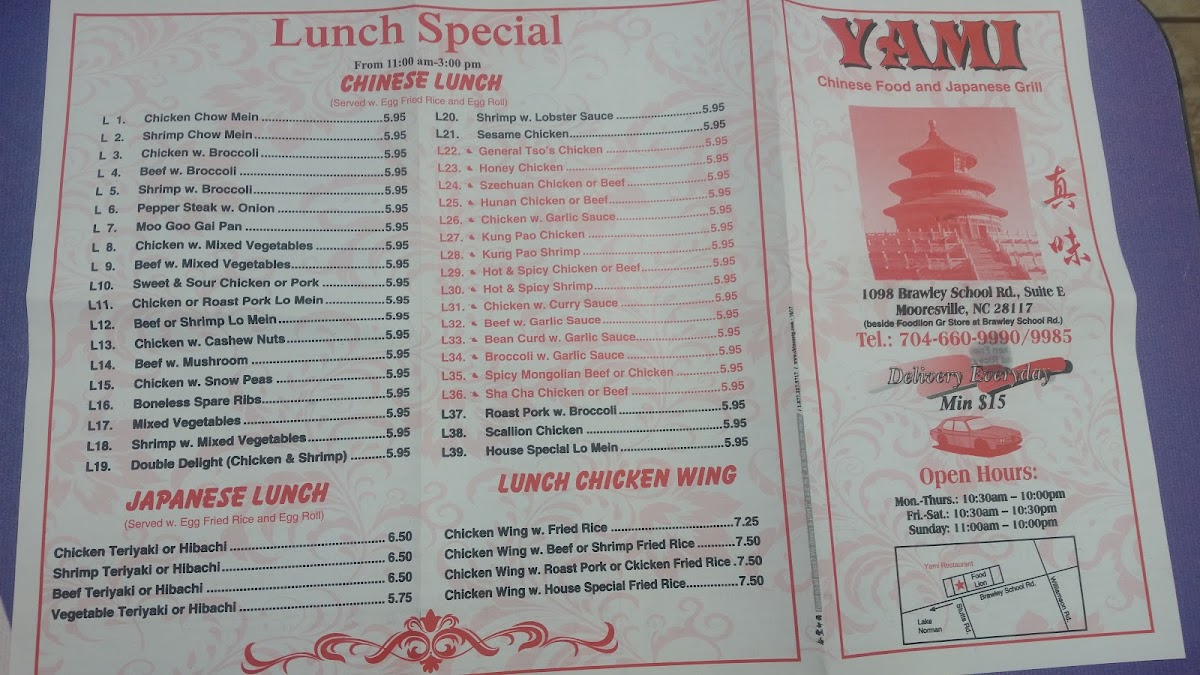 Lunch Special
From 11:00 am-3:00 pm
CHINESE LUNCH
(Served w. Egg Fried Rice and Egg Roll)
L 1. Chicken Chow Mein 5.95
L 2. Shrimp Chow Mein 5.95
L 3. Chicken w. Broccoli 5.95
L 4. Beef w. Broccoli 5.95
L 5. Shrimp w. Broccoli 5.95
L 6. Pepper Steak w. Onion 5.95
L 7. Moo Goo Gai Pan 5.95
L 8. Chicken w. Mixed Vegetables 5.95
L 9. Beef w. Mixed Vegetables 5.95
L10. Sweet & Sour Chicken or Pork 5.95
L11. Chicken or Roast Pork Lo Mein 5.95
L12. Beef or Shrimp Lo Mein 5.95
L13. Chicken w. Cashew Nuts 5.95
L14. Beef w. Mushroom 5.95
L15. Chicken w. Snow Peas 5.95
L16. Boneless Spare Ribs 5.95
L17. Mixed Vegetables 5.95
L18. Shrimp w. Mixed Vegetables 5.95
L19. Double Delight (Chicken & Shrimp) 5.95
L20. Shrimp w. Lobster Sauce 5.95
L21. Sesame Chicken 5.95
L22. General Tso's Chicken 5.95
L23. Honey Chicken 5.95
L24. Szechuan Chicken or Beef 5.95
L25. Hunan Chicken or Beef 5.95
L26. Chicken w. Garlic Sauce 5.95
L27. Kung Pao Chicken 5.95
L28. Kung Pao Shrimp 5.95
L29. Hot & Spicy Chicken or Beef 5.95
L30. Hot & Spicy Shrimp 5.95
L31. Chicken w. Curry Sauce 5.95
L32. Beef w. Garlic Sauce 5.95
L33. Bean Curd w. Garlic Sauce 5.95
L34. Broccoli w. Garlic Sauce 5.95
L35. Spicy Mongolian Beef or Chicken 5.95
L36. Sha Cha Chicken or Beef 5.95
L37. Roast Pork w. Broccoli 5.95
L38. Scallion Chicken 5.95
L39. House Special Lo Mein 5.95
JAPANESE LUNCH
(Served w. Egg Fried Rice and Egg Roll)
Chicken Teriyaki or Hibachi 6.50
Shrimp Teriyaki or Hibachi 6.50
Beef Teriyaki or Hibachi 6.50
Vegetable Teriyaki or Hibachi 5.75
LUNCH CHICKEN WING
Chicken Wing w. Fried Rice 7.25
Chicken Wing w. Beef or Shrimp Fried Rice 7.50
Chicken Wing w. Roast Pork or Ckicken Fried Rice 7.50
Chicken Wing w. House Special Fried Rice 7.50
YAMI
Chinese Food and Japanese Grill
真味
1098 Brawley School Rd., Suite E
Mooresville, NC 28117
(beside Foodlion Gr Store at Brawley School Rd.)
Tel.: 704-660-9990/9985
Delivery Everyday
Min $15
Open Hours:
Mon.-Thurs.: 10:30am – 10:00pm
Fri.-Sat.: 10:30am – 10:30pm
Sunday: 11:00am – 10:00pm
Yami Restaurant
Food Lion
Brawley School Rd.
Williamson Rd.
Stutts Rd.
Lake Norman